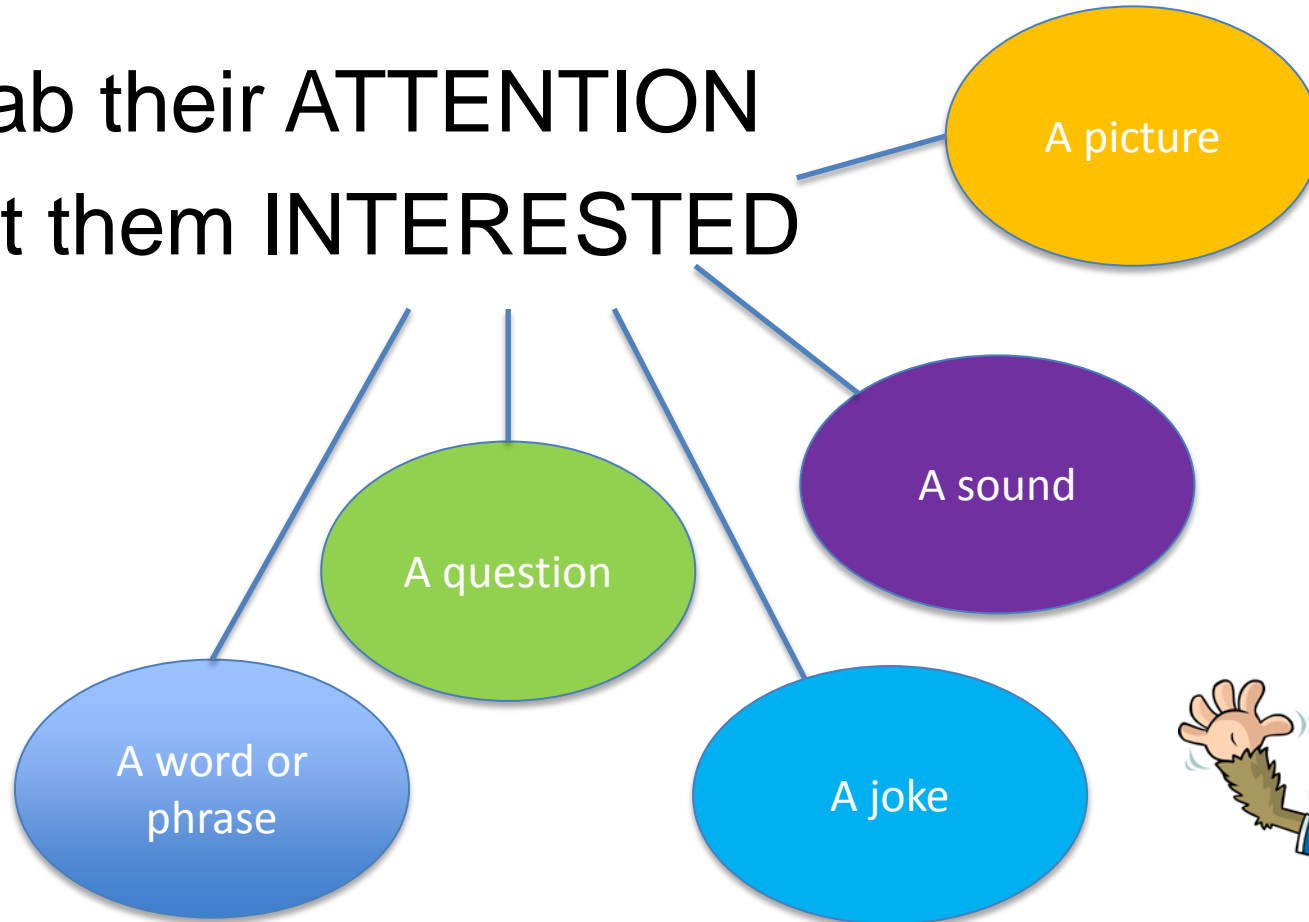 ab their ATTENTION
t them INTERESTED
A picture
A sound
A question
A word or
phrase
A joke